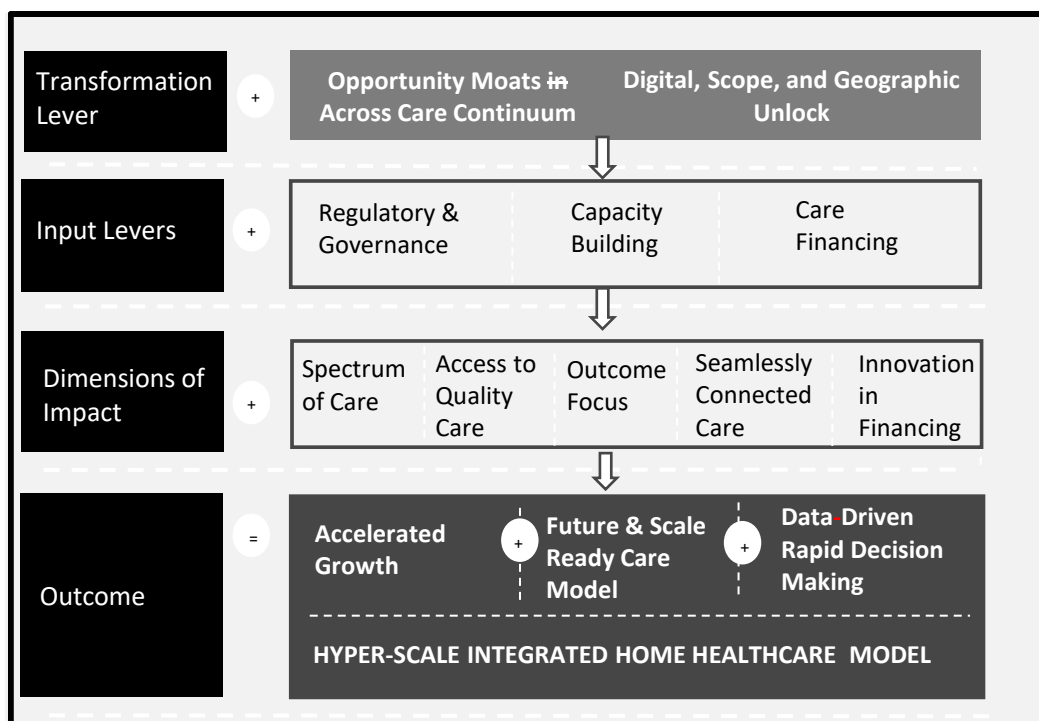 Transformation
Lever
+
Opportunity Moats in
Across Care Continuum
Digital, Scope, and Geographic
Unlock
Input Levers
+
Regulatory &
Governance
Capacity
Building
Care
Financing
Dimensions of
Impact
+
Spectrum
of Care
Access to
Quality
Care
Outcome
Focus
Seamlessly
Connected
Care
Innovation
in
Financing
Outcome
=
Accelerated
Growth
+
Future & Scale
Ready Care
Model
+
Data-Driven
Rapid Decision
Making
HYPER-SCALE INTEGRATED HOME HEALTHCARE MODEL